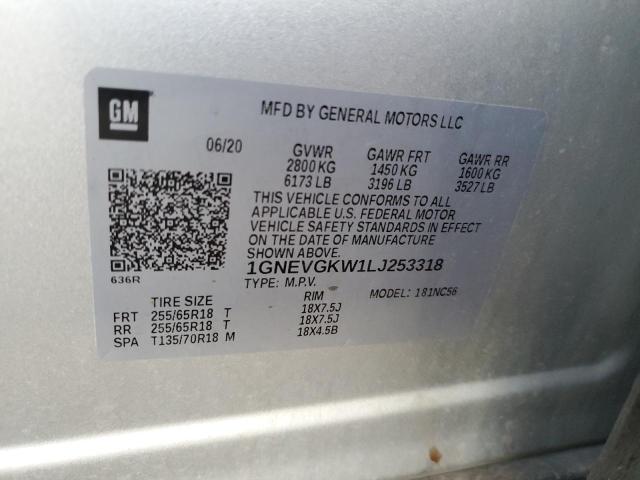 GM
MFD BY GENERAL MOTORS LLC
06/20
GVWR GAWR FRT GAWR RR
2800 KG 1450 KG 1600 KG
6173 LB 3196 LB 3527 LB
THIS VEHICLE CONFORMS TO ALL
APPLICABLE U.S. FEDERAL MOTOR
VEHICLE SAFETY STANDARDS IN EFFECT
ON THE DATE OF MANUFACTURE
SHOWN ABOVE.
1GNEVGKW1LJ253318
636R
TYPE: M.P.V. MODEL: 181NC56
TIRE SIZE RIM
FRT 255/65R18 T 18X7.5J
RR 255/65R18 T 18X7.5J
SPA T135/70R18 M 18X4.5B